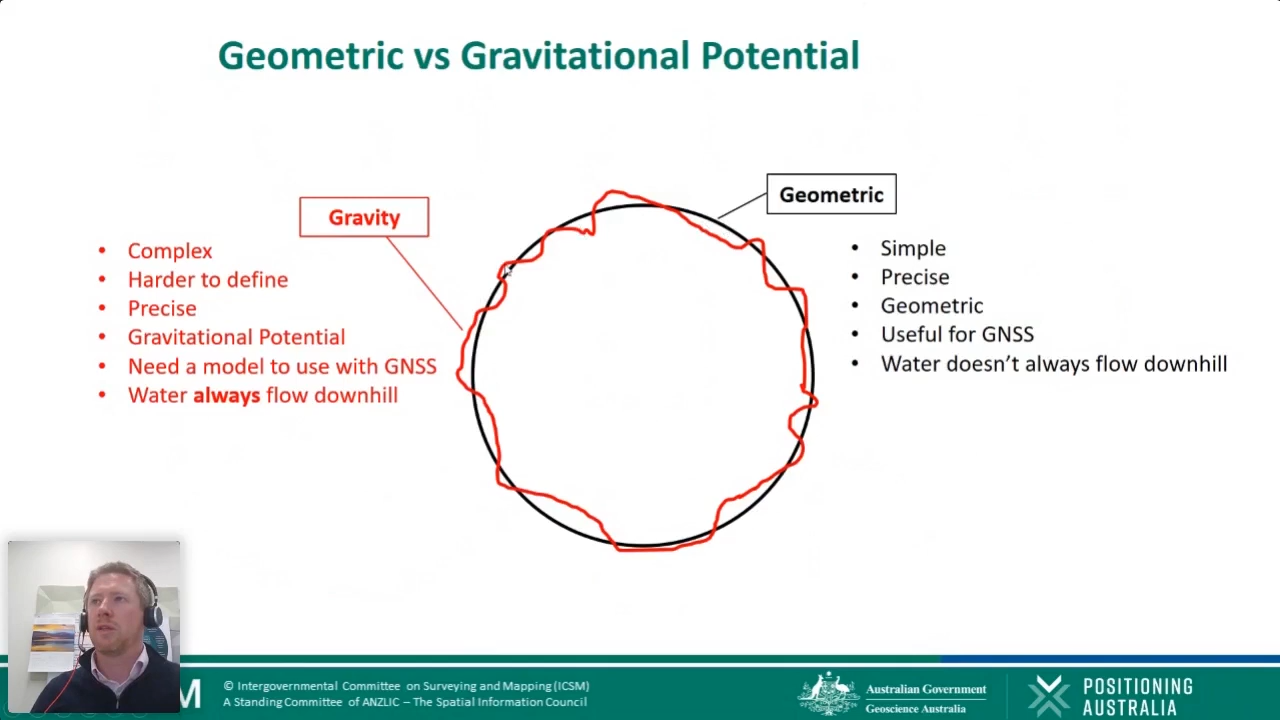 Geometric vs Gravitational Potential
Gravity
• Complex
• Harder to define
• Precise
• Gravitational Potential
• Need a model to use with GNSS
• Water always flow downhill
Geometric
• Simple
• Precise
• Geometric
• Useful for GNSS
• Water doesn't always flow downhill
© Intergovernmental Committee on Surveying and Mapping (ICSM)
A Standing Committee of ANZLIC – The Spatial Information Council
Australian Government
Geoscience Australia
POSITIONING
AUSTRALIA